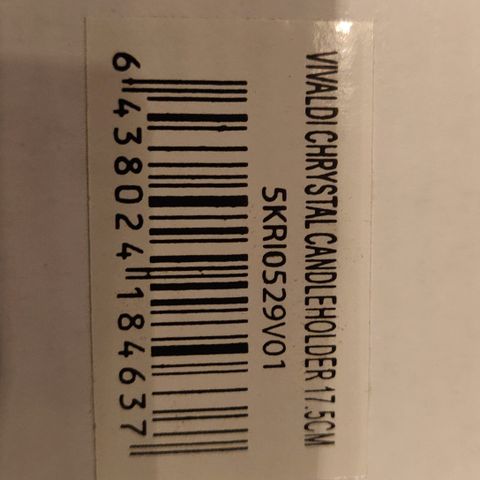 VIVALDI CHRYSTAL CANDLEHOLDER 17.5CM
5KRI0529V01
6 438024 184637